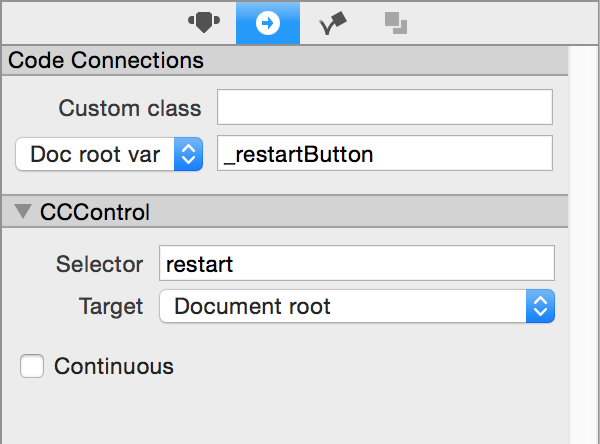 Code Connections
Custom class
Doc root var _restartButton
CCControl
Selector restart
Target Document root
Continuous